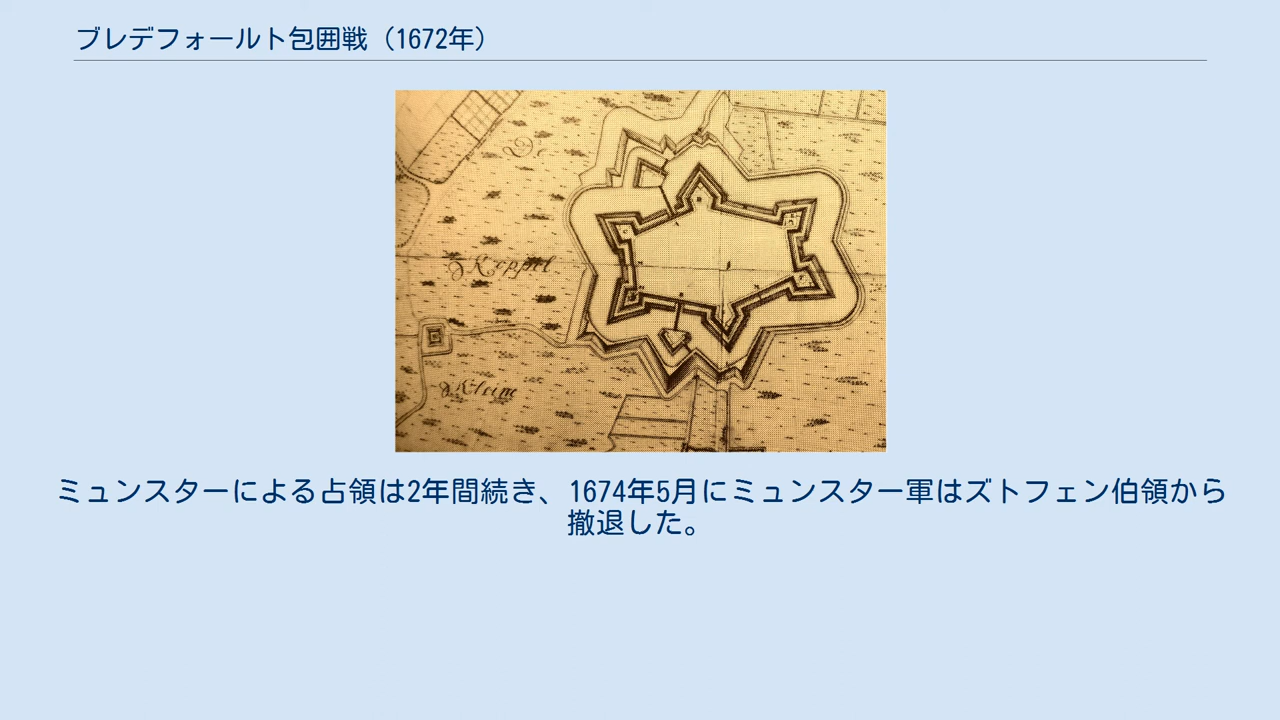 ブレデフォールト包囲戦（1672年）
De
Koppel
Kleine
ミュンスターによる占領は2年間続き、1674年5月にミュンスター軍はズトフェン伯領から
撤退した。